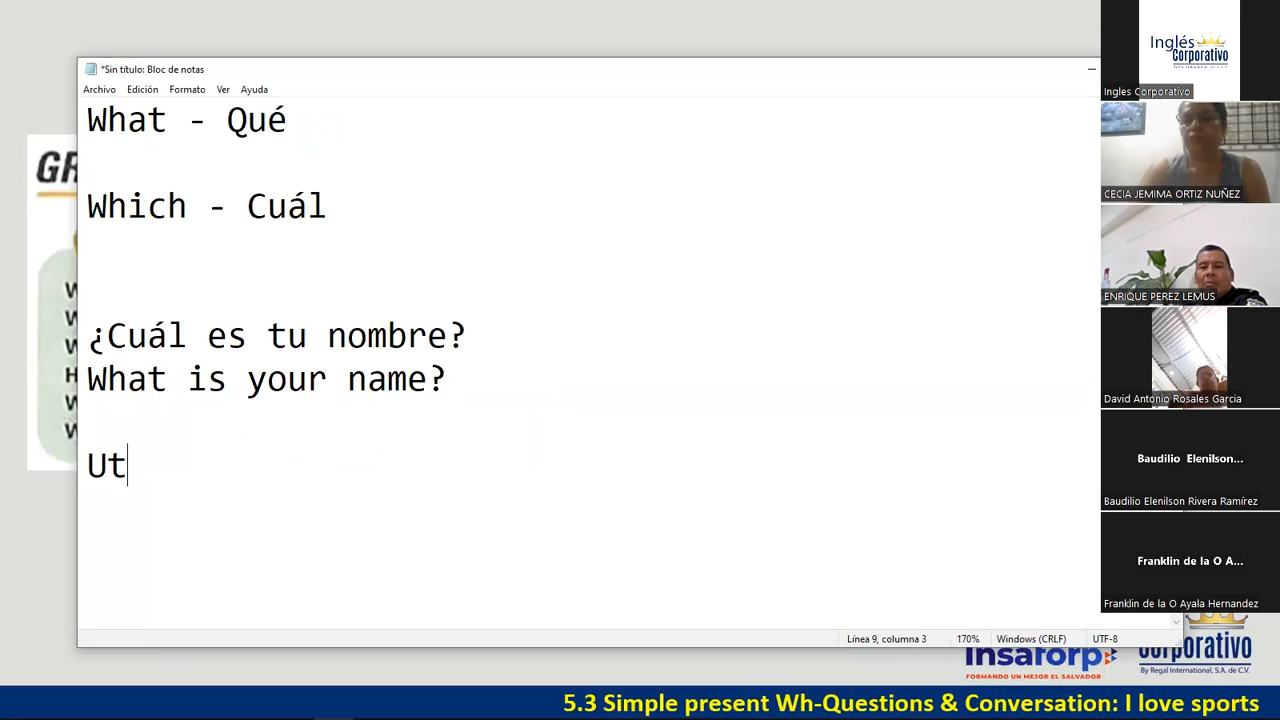 *Sin título: Bloc de notas
Archivo Edición Formato Ver Ayuda
What - Qué
Which - Cuál
¿Cuál es tu nombre?
What is your name?
Ut
Línea 9, columna 3 170% Windows (CRLF) UTF-8
GR
W
W
W
H
W
W
Inglés
Corporativo
Ingles Corporativo
CECIA JEMIMA ORTIZ NUÑEZ
ENRIQUE PEREZ LEMUS
David Antonio Rosales Garcia
Baudilio Elenilson...
Baudilio Elenilson Rivera Ramírez
Franklin de la O A...
Franklin de la O Ayala Hernandez
Insaforp
FORMANDO UN MEJOR EL SALVADOR
Corporativo
By Regal International, S.A. de C.V.
5.3 Simple present Wh-Questions & Conversation: I love sports